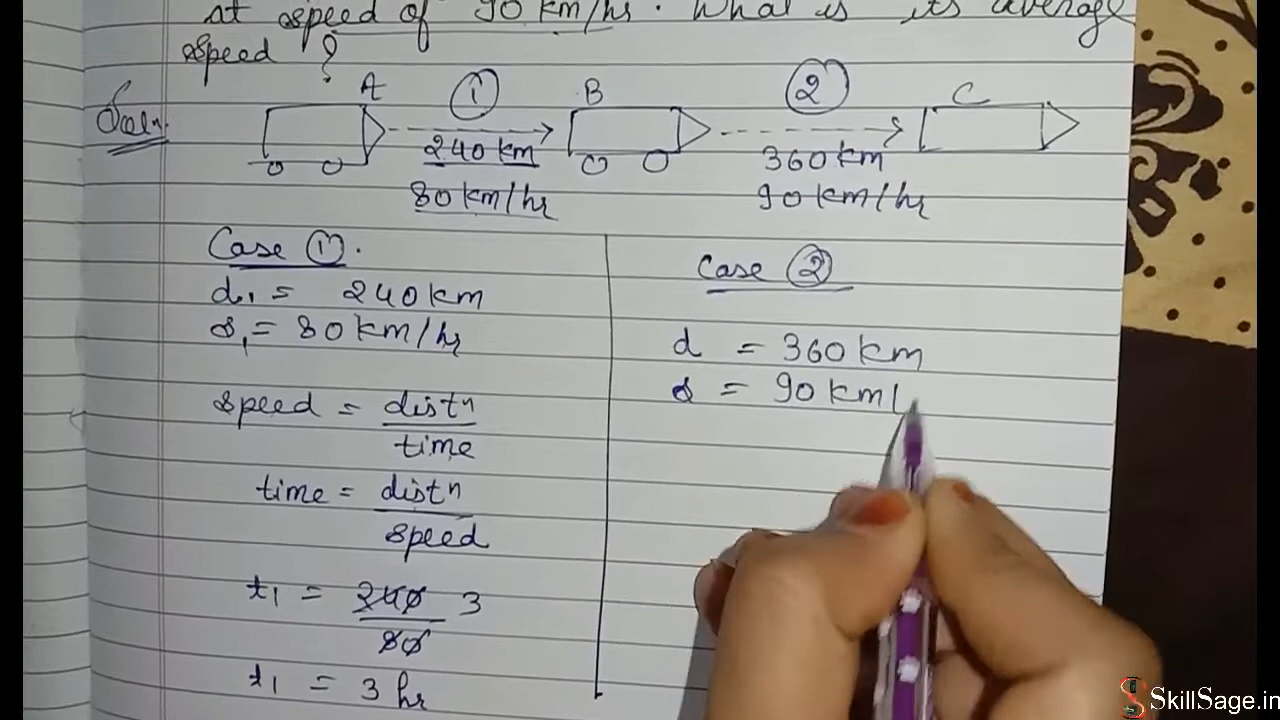 at speed of 90 km/hr. What is its average
speed ?
Soln.
A ① B ② C
240 km 360 km
80 km/hr 90 km/hr
Case ①.
d1 = 240 km
s1 = 80 km/hr
speed = distn
time
time = distn
speed
t1 = 240 3
80
t1 = 3 hr
Case ②
d = 360 km
s = 90 km/
SkillSage.in